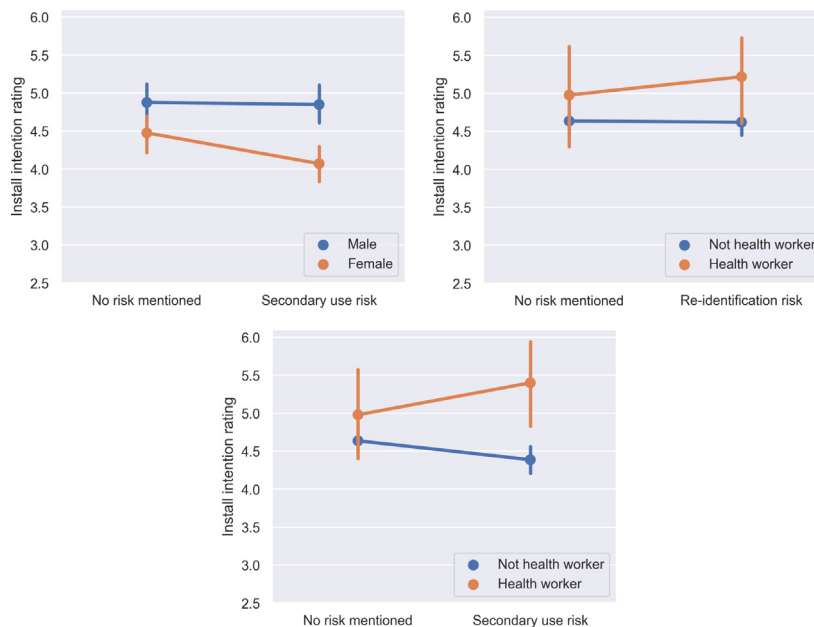 6.0
5.5
5.0
4.5
4.0
3.5
3.0
2.5
Install intention rating
Male
Female
No risk mentioned
Secondary use risk
6.0
5.5
5.0
4.5
4.0
3.5
3.0
2.5
Install intention rating
Not health worker
Health worker
No risk mentioned
Re-identification risk
6.0
5.5
5.0
4.5
4.0
3.5
3.0
2.5
Install intention rating
Not health worker
Health worker
No risk mentioned
Secondary use risk